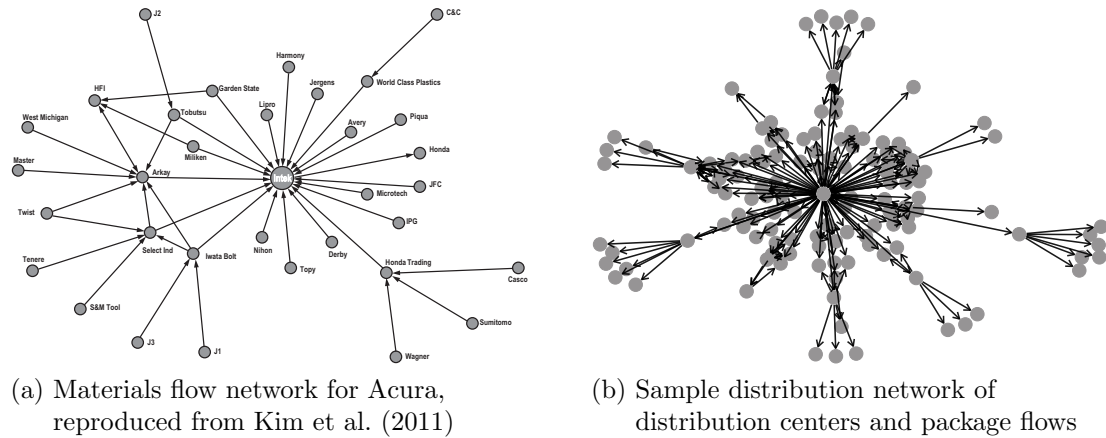 J2
C&C
Harmony
World Class Plastics
Jergens
HFI
Garden State
Lipro
Tobutsu
West Michigan
Avery
Piqua
Miliken
Honda
Master
Arkay
Intek
JFC
Microtech
Twist
IPG
Select Ind
Iwata Bolt
Nihon
Derby
Tenere
Topy
Honda Trading
Casco
S&M Tool
Sumitomo
J3
J1
Wagner
(a) Materials flow network for Acura,
reproduced from Kim et al. (2011)
(b) Sample distribution network of
distribution centers and package flows